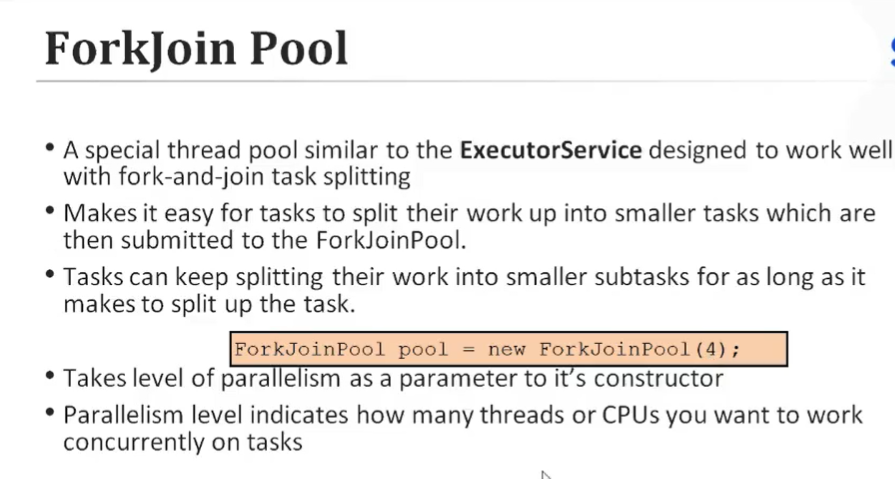 ForkJoin Pool
• A special thread pool similar to the ExecutorService designed to work well
with fork-and-join task splitting
• Makes it easy for tasks to split their work up into smaller tasks which are
then submitted to the ForkJoinPool.
• Tasks can keep splitting their work into smaller subtasks for as long as it
makes to split up the task.
ForkJoinPool pool = new ForkJoinPool(4);
• Takes level of parallelism as a parameter to it's constructor
• Parallelism level indicates how many threads or CPUs you want to work
concurrently on tasks